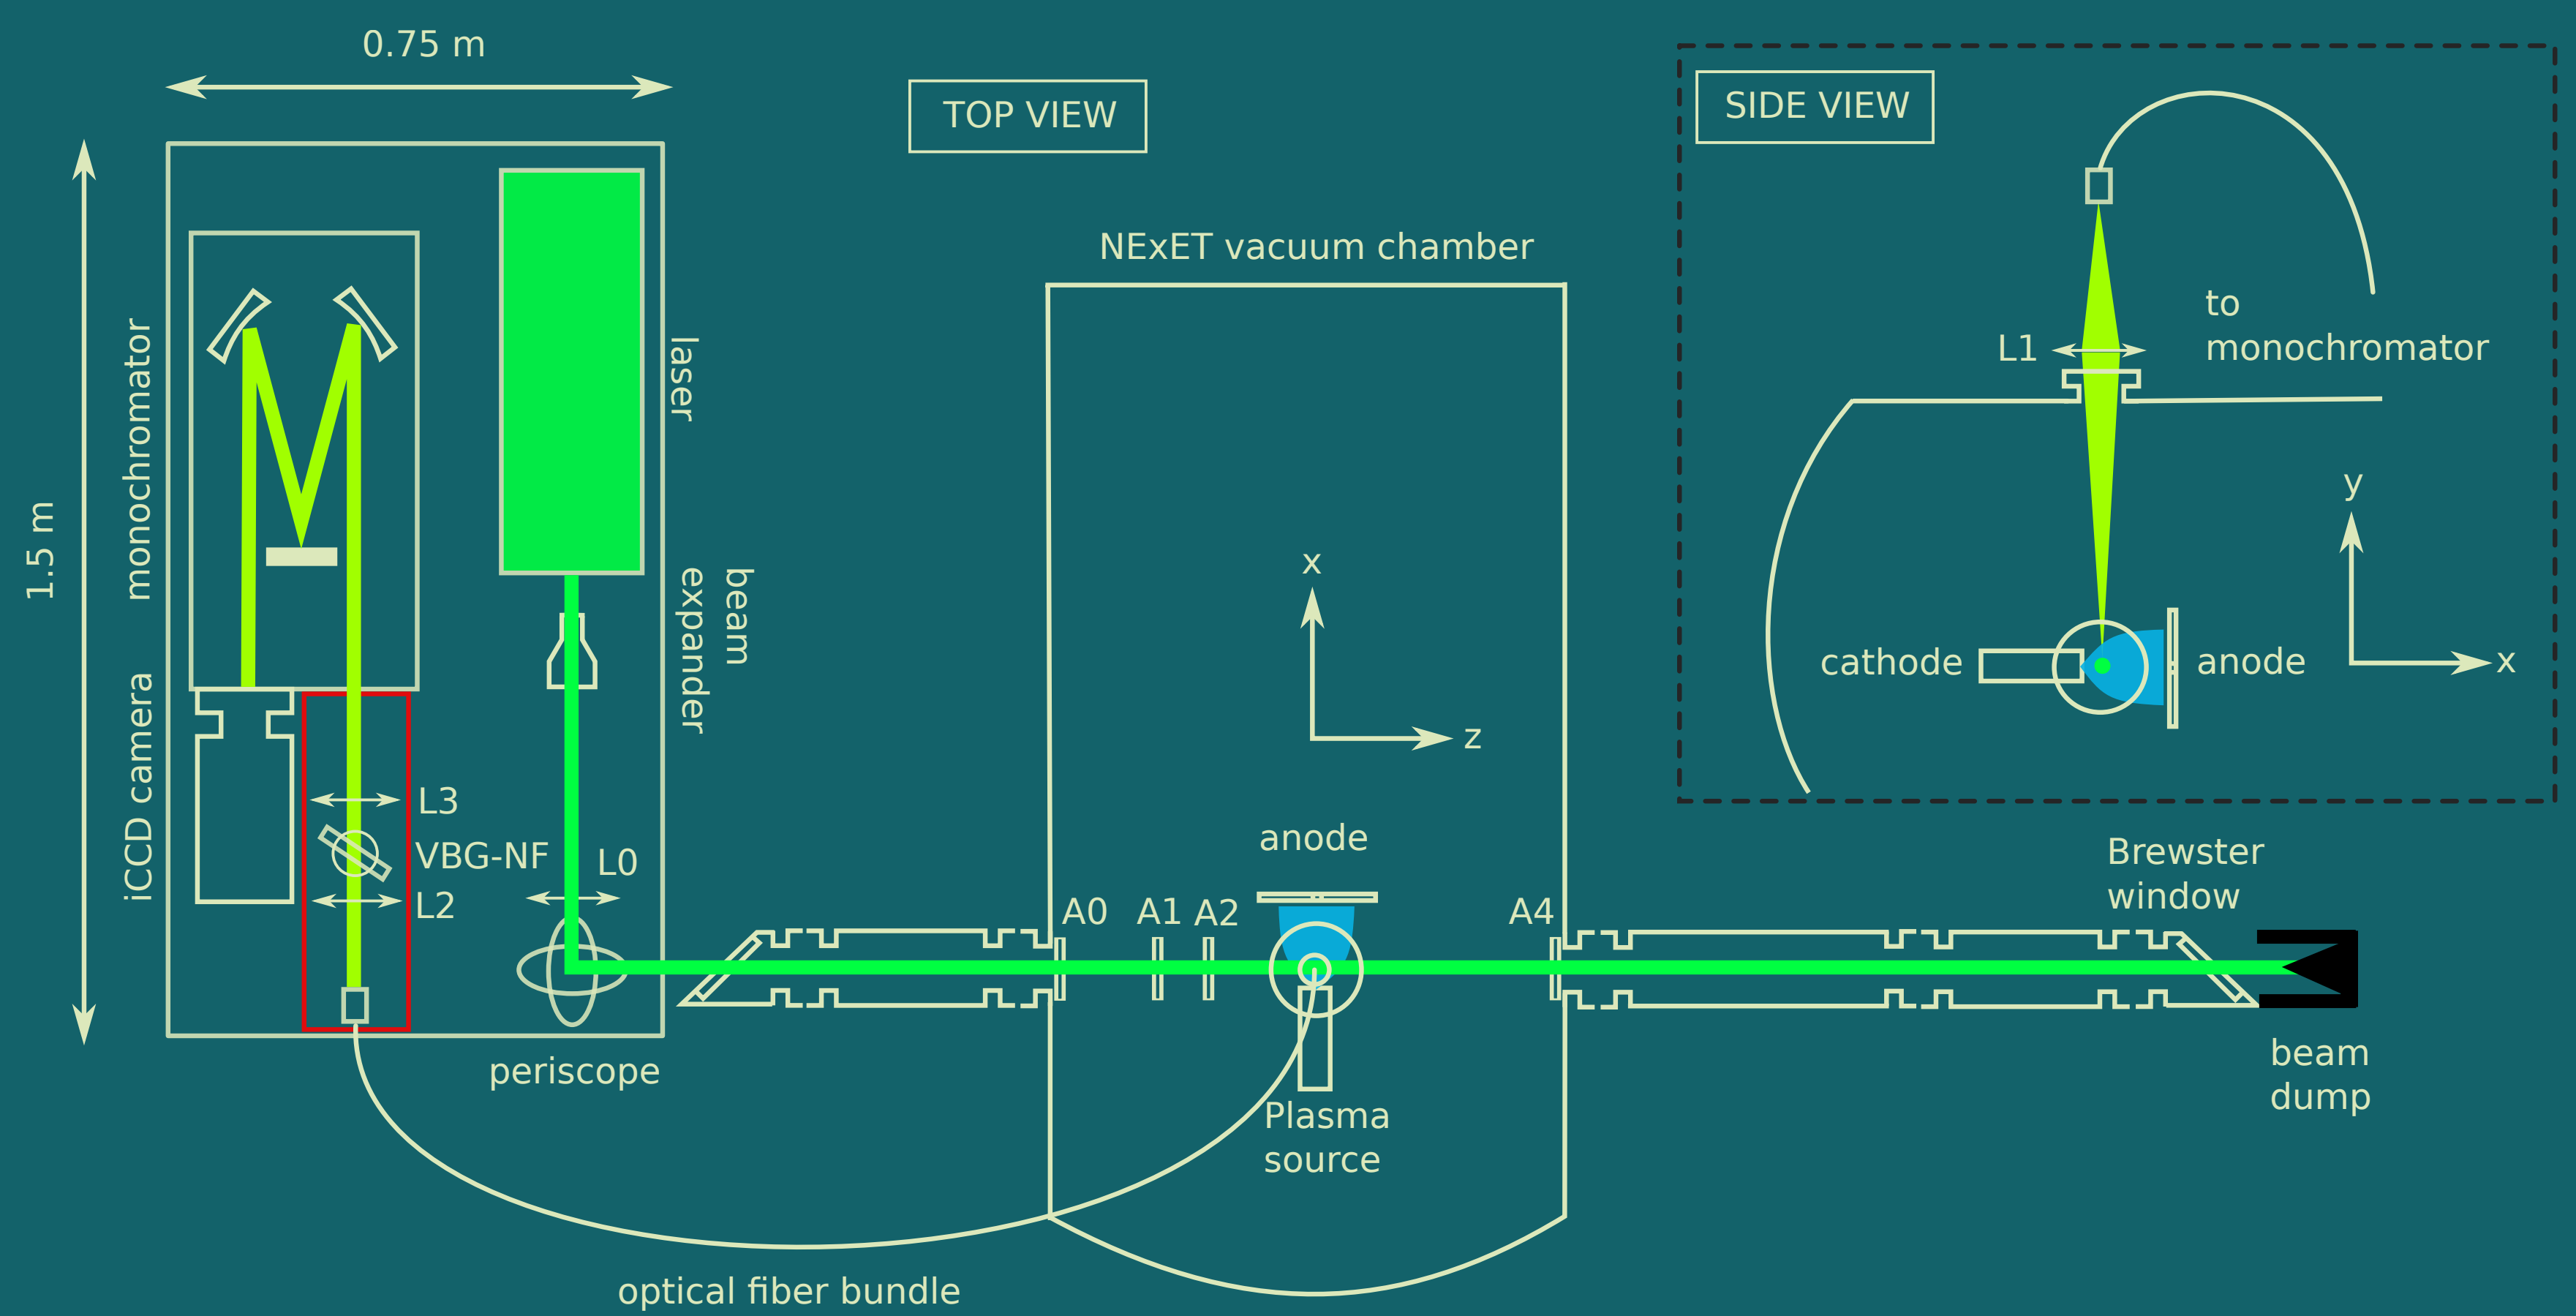 0.75 m
TOP VIEW
SIDE VIEW
NExET vacuum chamber
to
monochromator
L1
monochromator
laser
1.5 m
y
x
x
z
cathode
anode
beam
expander
iCCD camera
L3
VBG-NF
L2
L0
anode
A0
A1
A2
A4
Brewster
window
periscope
Plasma
source
beam
dump
optical fiber bundle